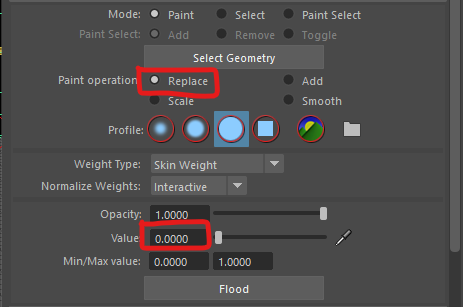 Mode: Paint Select Paint Select
Paint Select: Add Remove Toggle
Select Geometry
Paint operation: Replace Add
Scale Smooth
Profile:
Weight Type: Skin Weight
Normalize Weights: Interactive
Opacity: 1.0000
Value: 0.0000
Min/Max value: 0.0000 1.0000
Flood